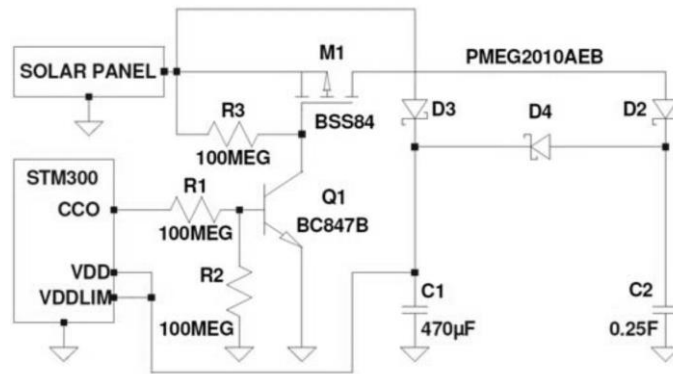 M1
PMEG2010AEB
SOLAR PANEL
D3
D4
D2
R3
BSS84
100MEG
STM300
R1
Q1
CCO
100MEG
BC847B
VDD
R2
C1
C2
VDDLIM
100MEG
470µF
0.25F